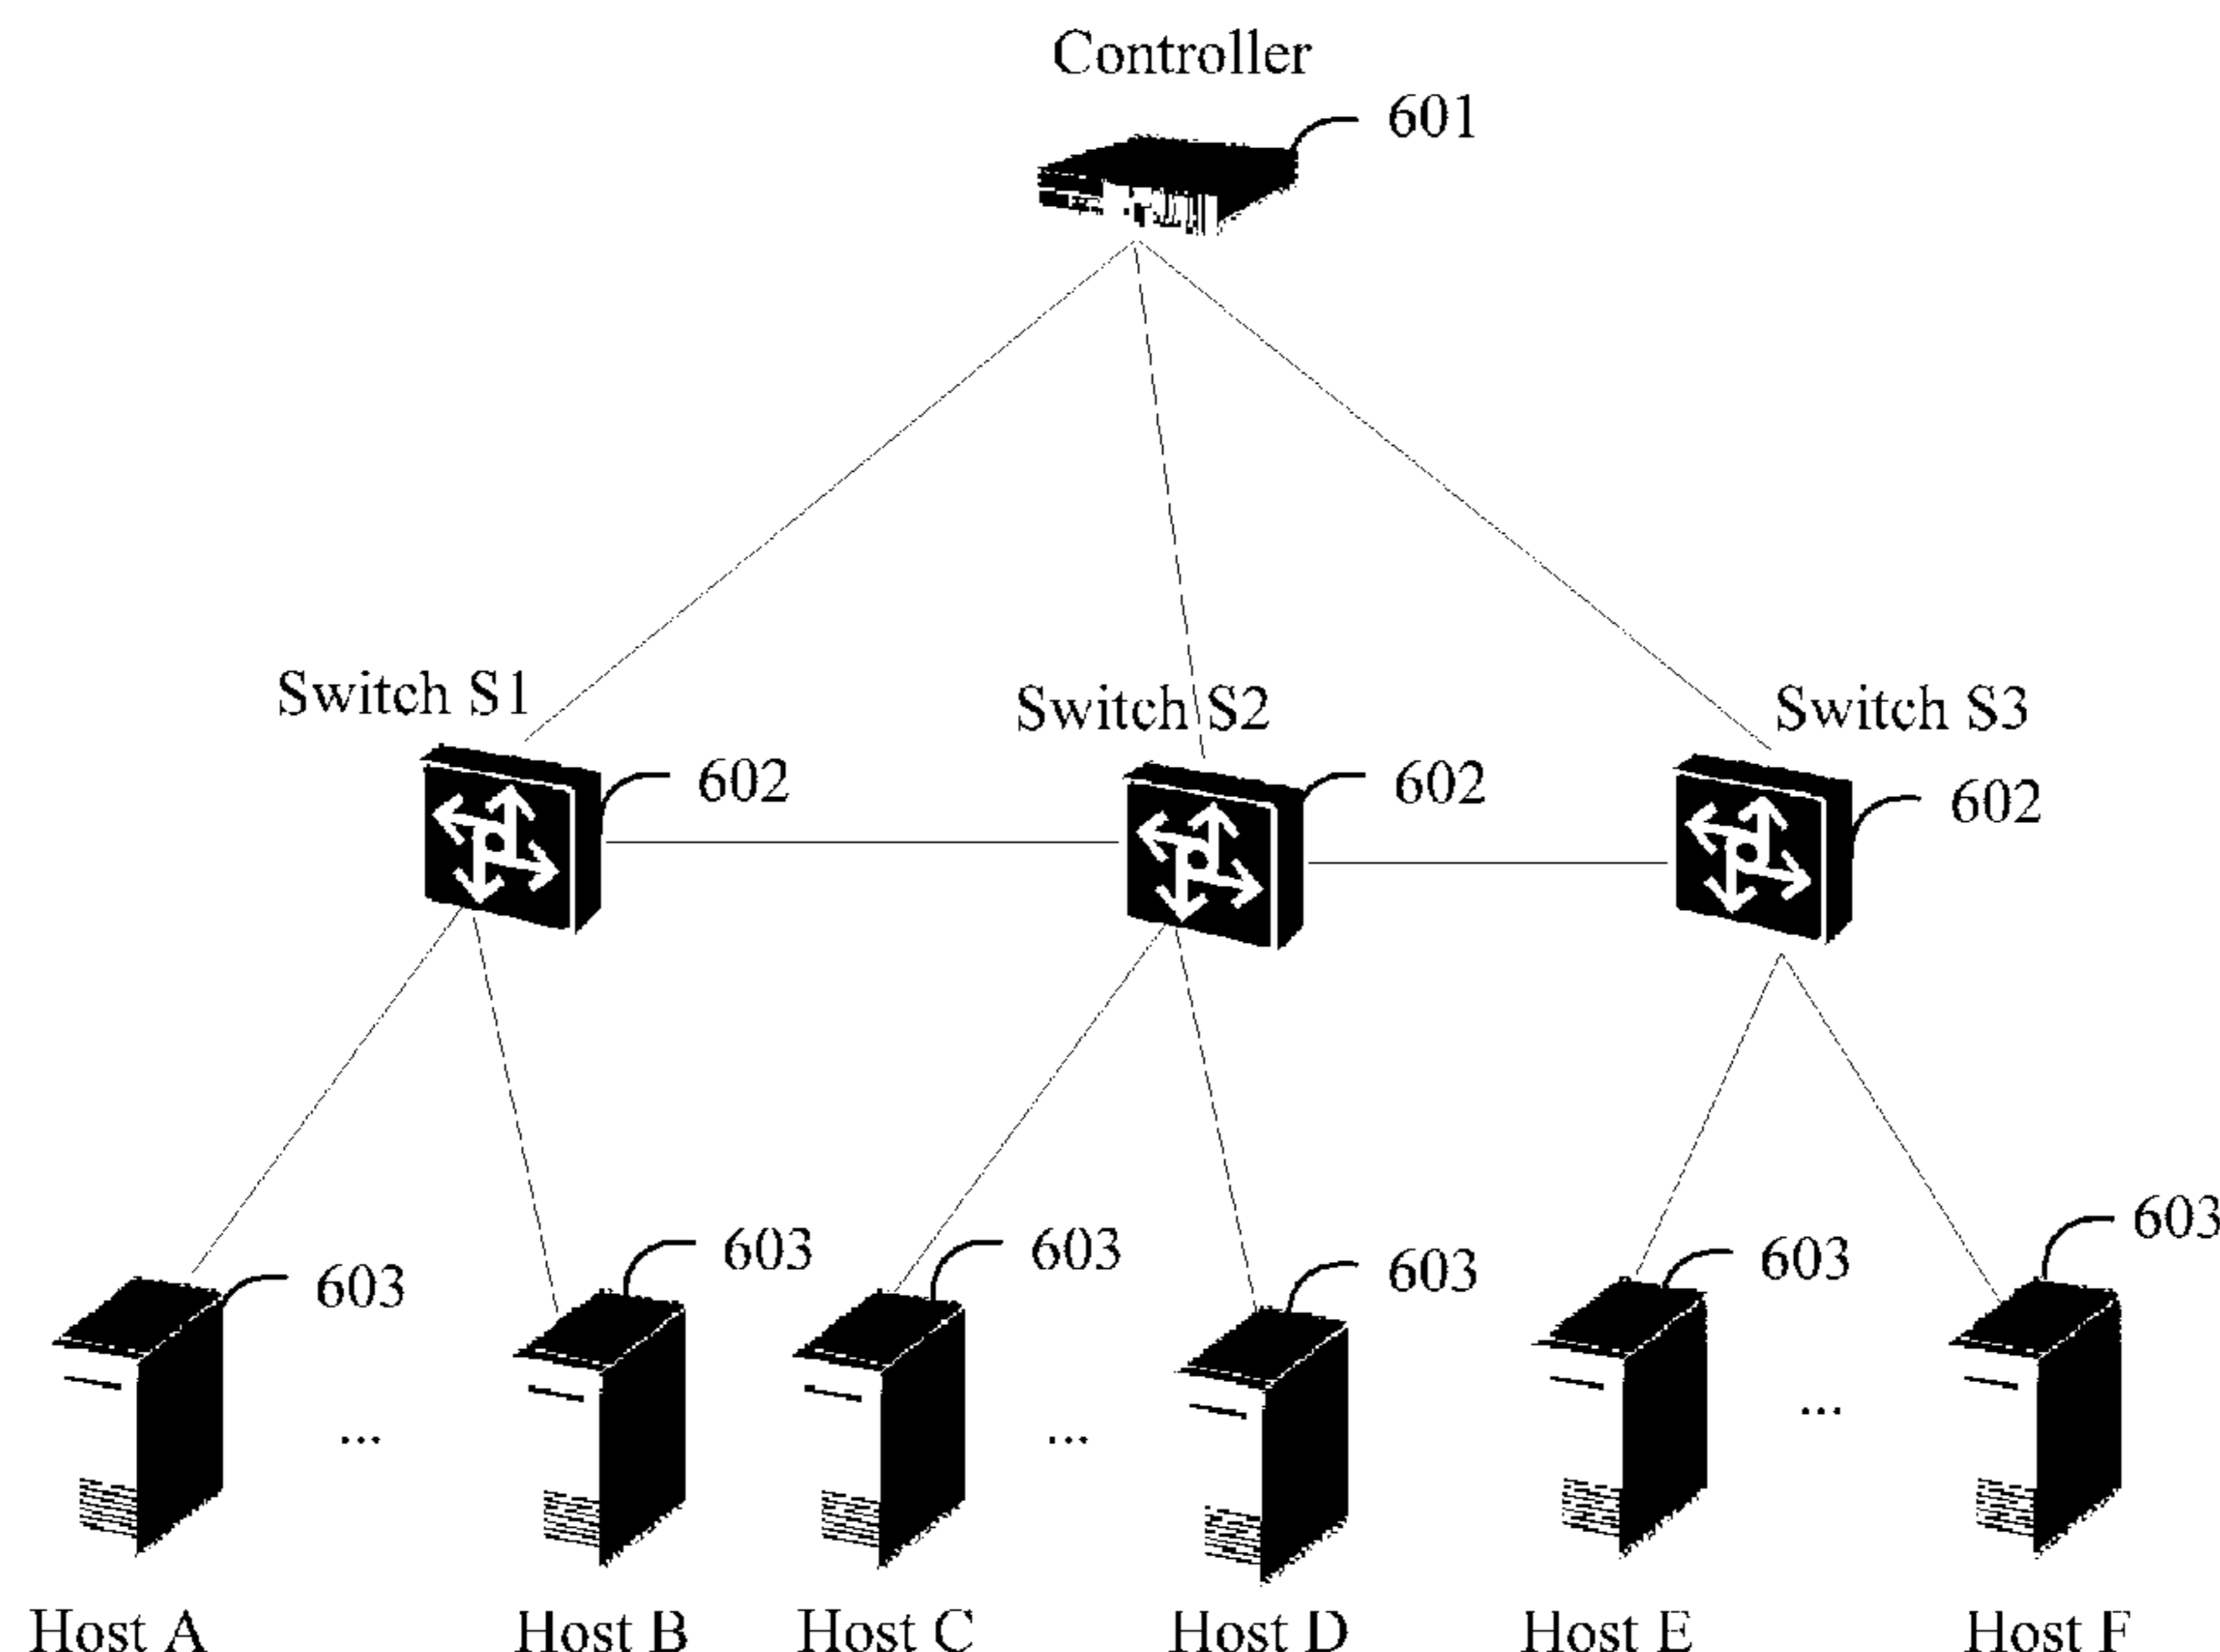 Controller
601
Switch S1
Switch S2
Switch S3
602
602
602
603
603
603
603
603
603
...
...
...
Host A
Host B
Host C
Host D
Host E
Host F